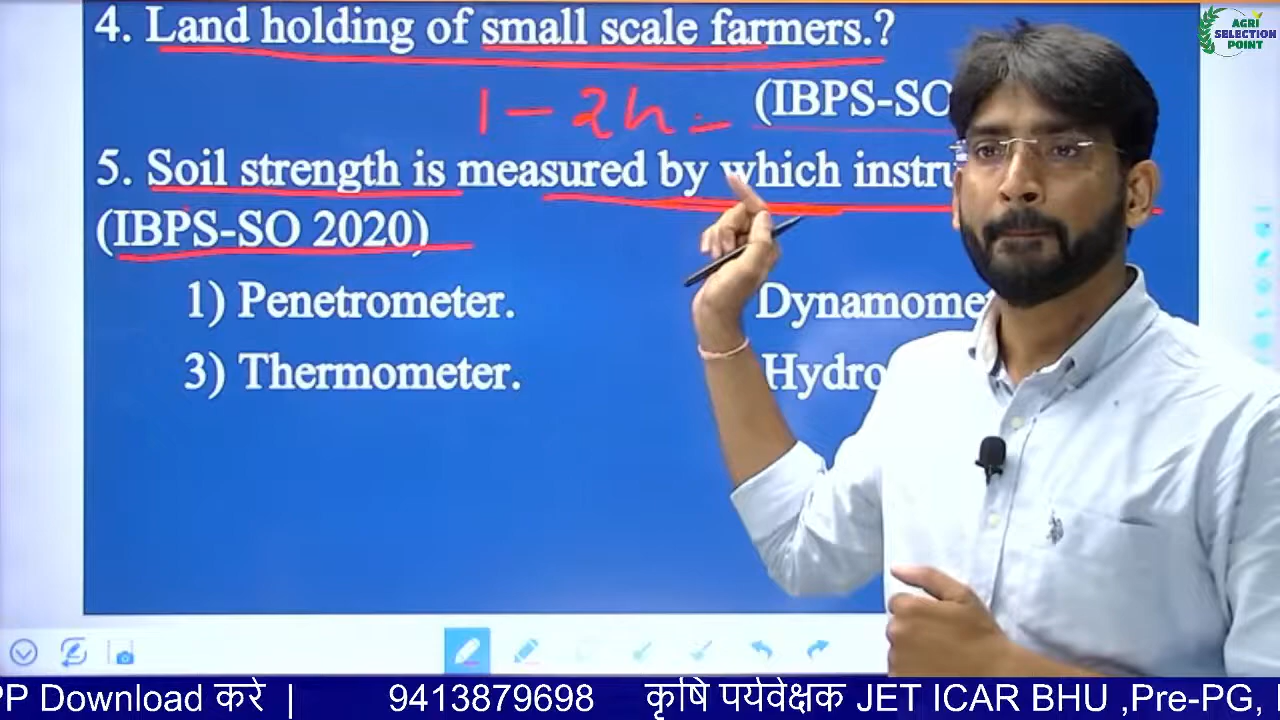 4. Land holding of small scale farmers.?
1-2h
(IBPS-SO
5. Soil strength is measured by which instru
(IBPS-SO 2020)
1) Penetrometer.
Dynamome
3) Thermometer.
Hydro
AGRI
SELECTION
POINT
PP Download करे | 9413879698 कृषि पर्यवेक्षक JET ICAR BHU ,Pre-PG,